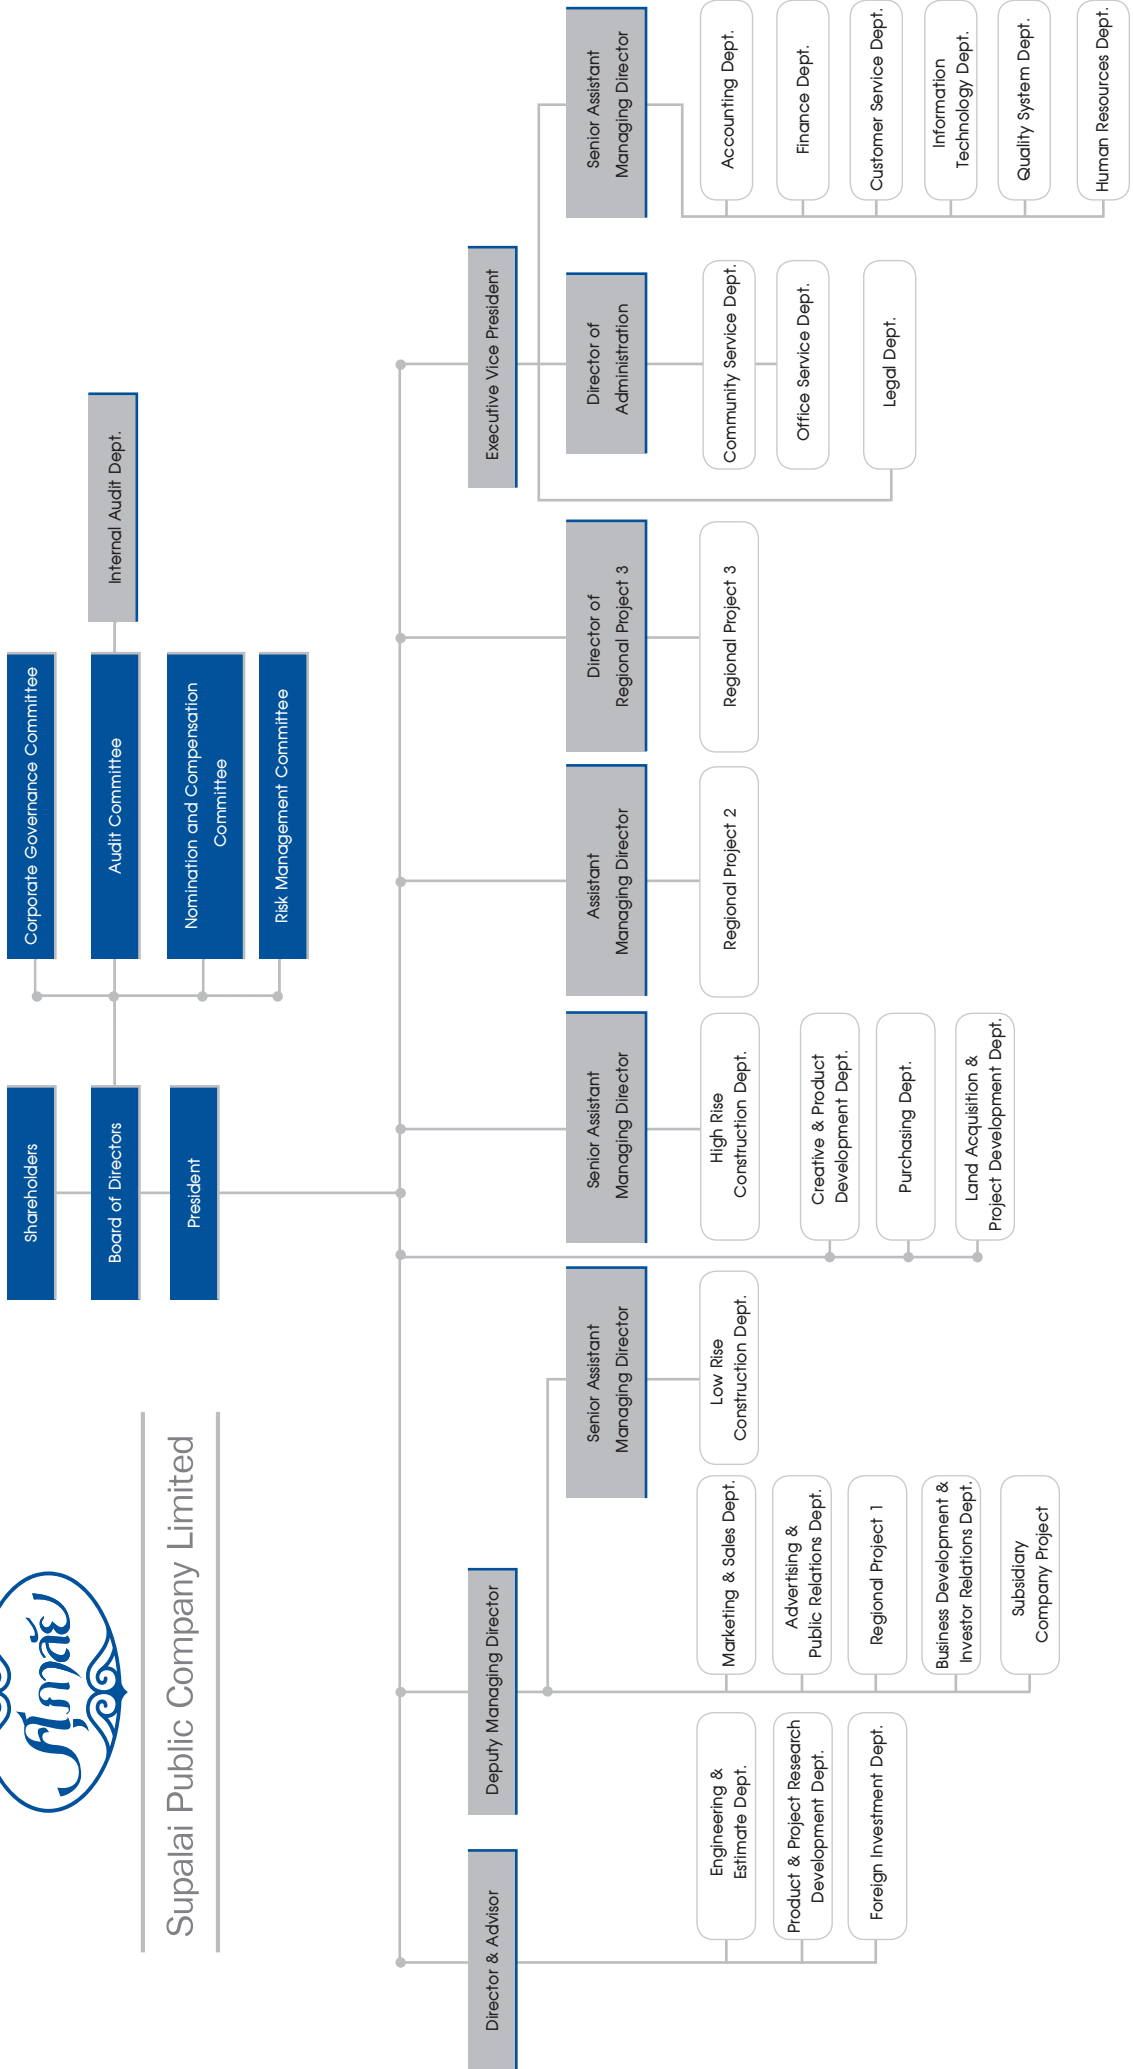 ศุภาลัย
Supalai Public Company Limited
Shareholders
Board of Directors
President
Corporate Governance Committee
Audit Committee
Nomination and Compensation
Committee
Risk Management Committee
Internal Audit Dept.
Director & Advisor
Engineering &
Estimate Dept.
Product & Project Research
Development Dept.
Foreign Investment Dept.
Deputy Managing Director
Marketing & Sales Dept.
Advertising &
Public Relations Dept.
Regional Project 1
Business Development &
Investor Relations Dept.
Subsidiary
Company Project
Senior Assistant
Managing Director
Low Rise
Construction Dept.
Senior Assistant
Managing Director
High Rise
Construction Dept.
Creative & Product
Development Dept.
Purchasing Dept.
Land Acquisition &
Project Development Dept.
Assistant
Managing Director
Regional Project 2
Director of
Regional Project 3
Regional Project 3
Executive Vice President
Director of
Administration
Community Service Dept.
Office Service Dept.
Legal Dept.
Senior Assistant
Managing Director
Accounting Dept.
Finance Dept.
Customer Service Dept.
Information
Technology Dept.
Quality System Dept.
Human Resources Dept.